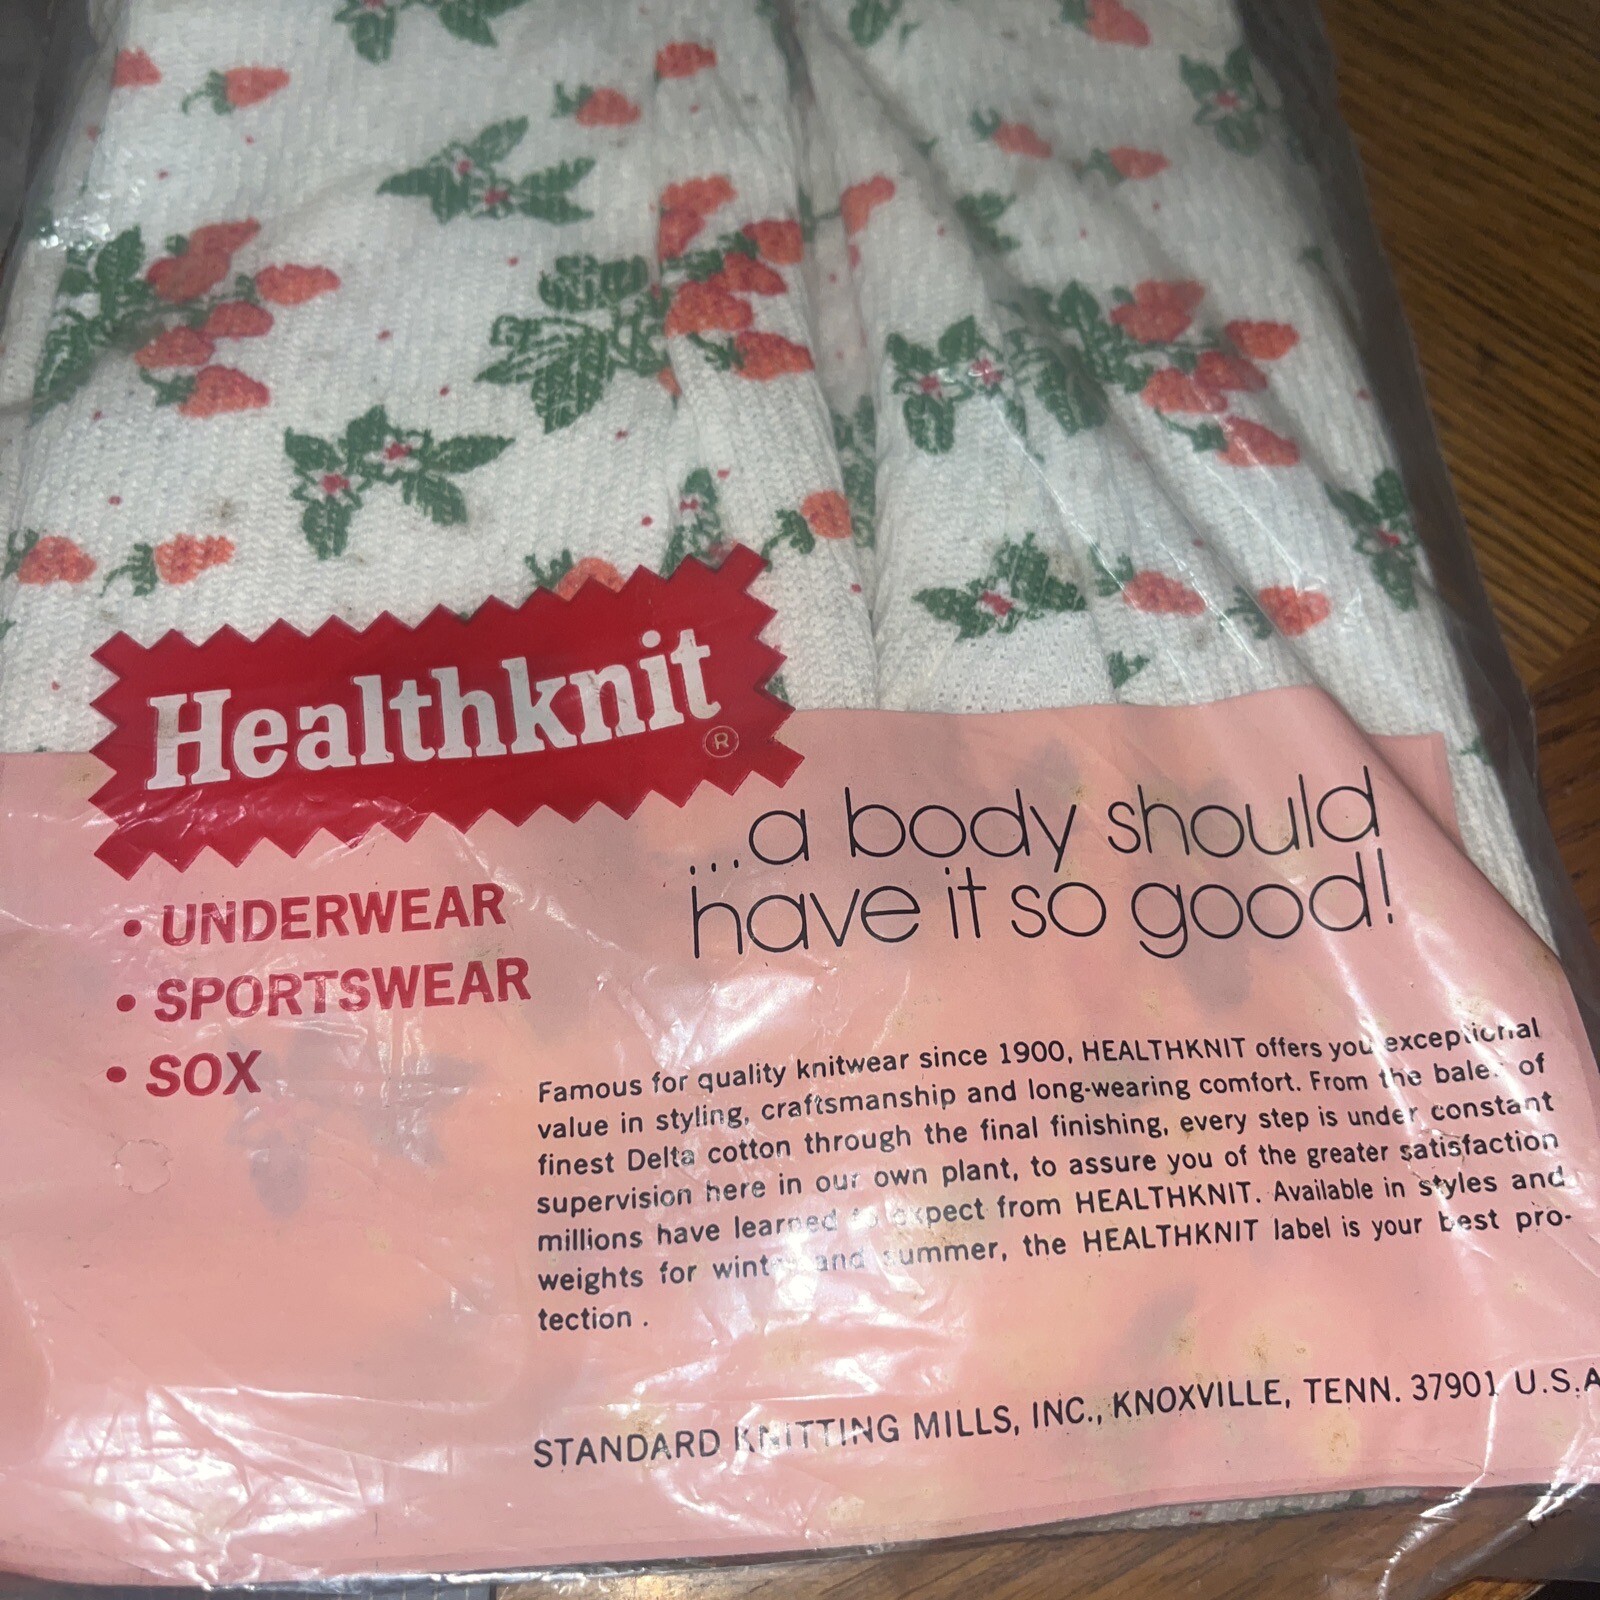 Healthknit ®
...a body should
have it so good!
• UNDERWEAR
• SPORTSWEAR
• SOX
Famous for quality knitwear since 1900, HEALTHKNIT offers you exceptional
value in styling, craftsmanship and long-wearing comfort. From the bales of
finest Delta cotton through the final finishing, every step is under constant
supervision here in our own plant, to assure you of the greater satisfaction
millions have learned to expect from HEALTHKNIT. Available in styles and
weights for winter and summer, the HEALTHKNIT label is your best pro-
tection .
STANDARD KNITTING MILLS, INC., KNOXVILLE, TENN. 37901 U.S.A